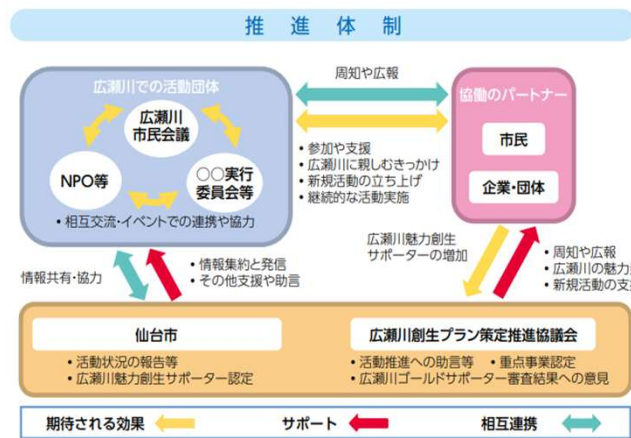 推進体制
広瀬川での活動団体
広瀬川
市民会議
NPO等
○○実行
委員会等
・相互交流・イベントでの連携や協力
周知や広報
・参加や支援
・広瀬川に親しむきっかけ
・新規活動の立ち上げ
・継続的な活動実施
協働のパートナー
市民
企業・団体
情報共有・協力
・情報集約と発信
・その他支援や助言
広瀬川魅力創生
サポーターの増加
・周知や広報
・広瀬川の魅力
・新規活動の支
仙台市
・活動状況の報告等
・広瀬川魅力創生サポーター認定
広瀬川創生プラン策定推進協議会
・活動推進への助言等 ・重点事業認定
・広瀬川ゴールドサポーター審査結果への意見
期待される効果 サポート 相互連携